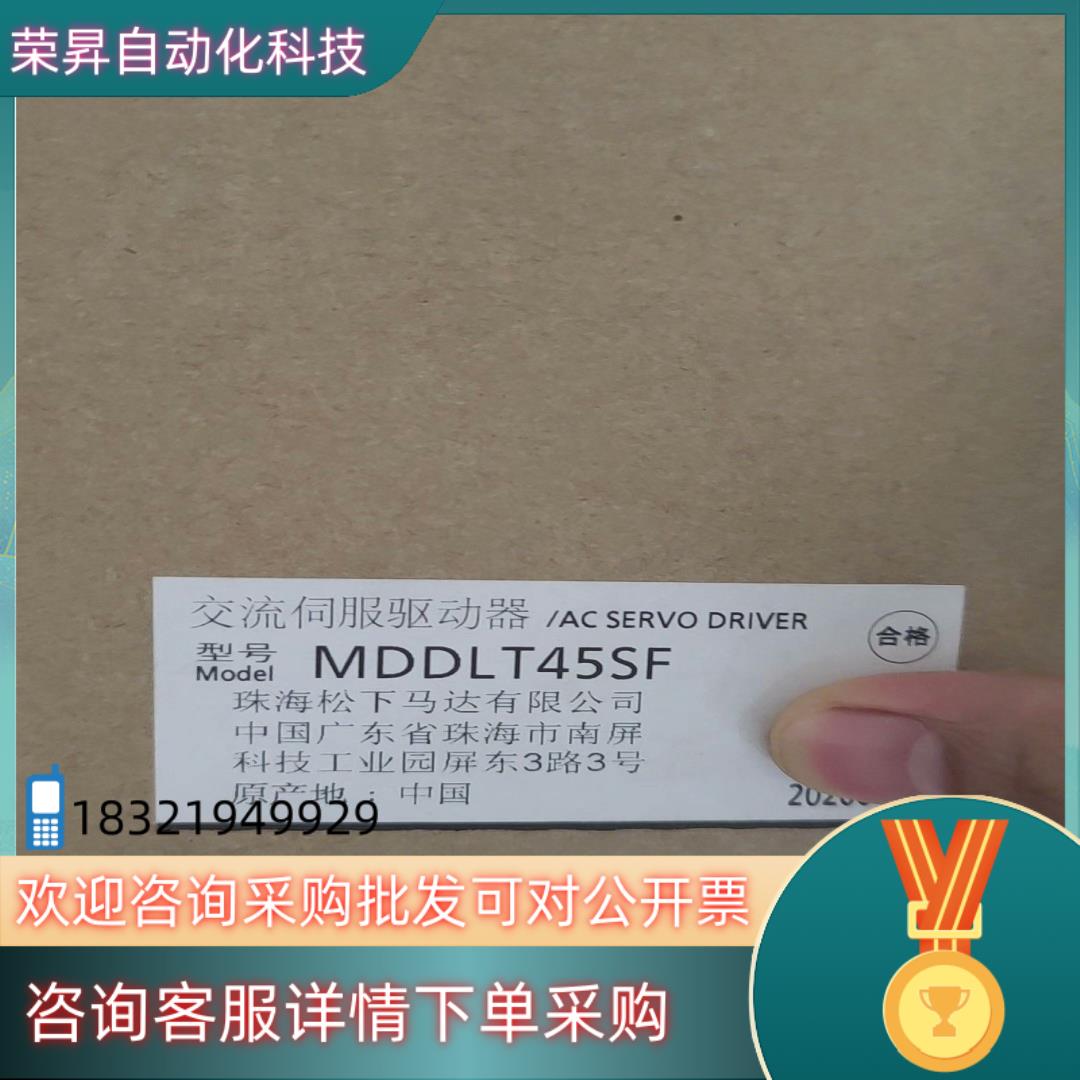 荣昇自动化科技
交流伺服驱动器 /AC SERVO DRIVER
合格
型号
Model MDDLT45SF
珠海松下马达有限公司
中国广东省珠海市南屏
科技工业园屏东3路3号
原产地：中国
18321949929
欢迎咨询采购批发可对公开票
咨询客服详情下单采购